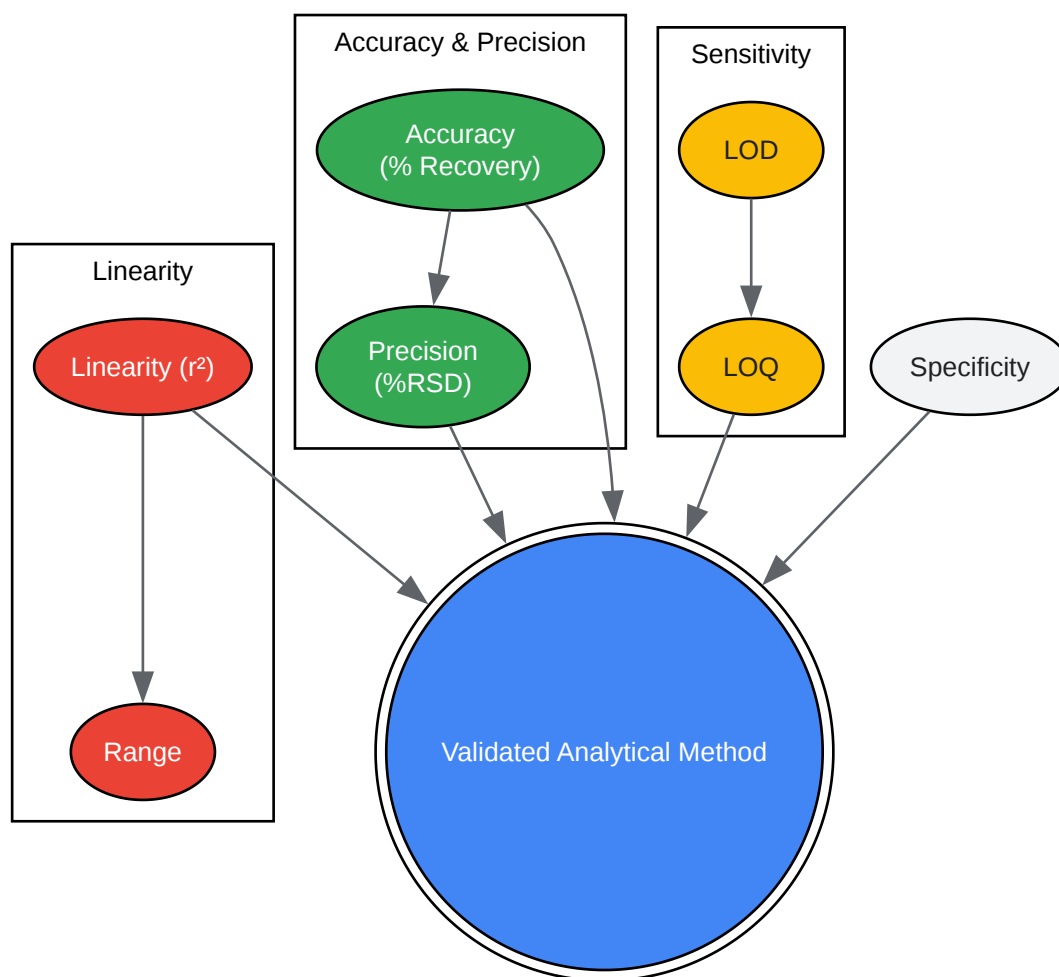 Accuracy & Precision
Sensitivity
Accuracy
(% Recovery)
LOD
Linearity
Linearity (r²)
Precision
(%RSD)
LOQ
Specificity
Range
Validated Analytical Method